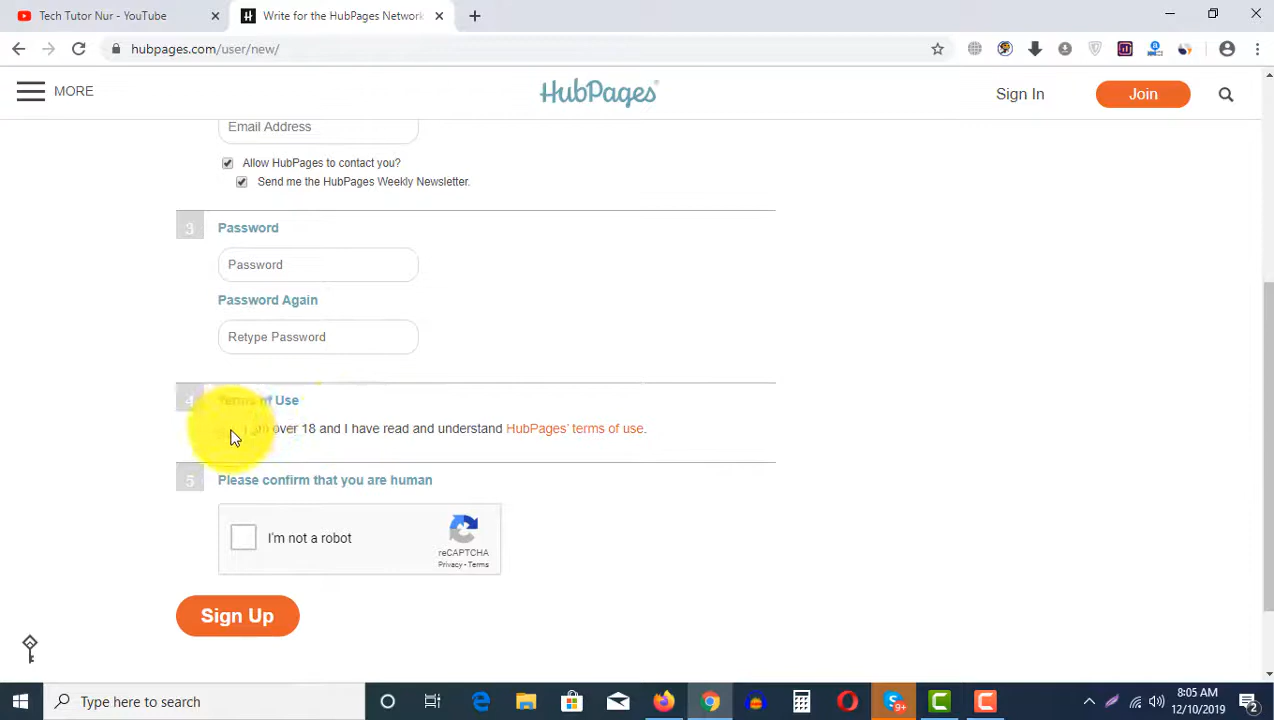 Tech Tutor Nur - YouTube
Write for the HubPages Network
hubpages.com/user/new/
MORE
HubPages
Sign In
Join
Email Address
Allow HubPages to contact you?
Send me the HubPages Weekly Newsletter.
3
Password
Password
Password Again
Retype Password
4
Terms of Use
I am over 18 and I have read and understand HubPages' terms of use.
5
Please confirm that you are human
I'm not a robot
reCAPTCHA
Privacy - Terms
Sign Up
Type here to search
9+
8:05 AM
12/10/2019
2